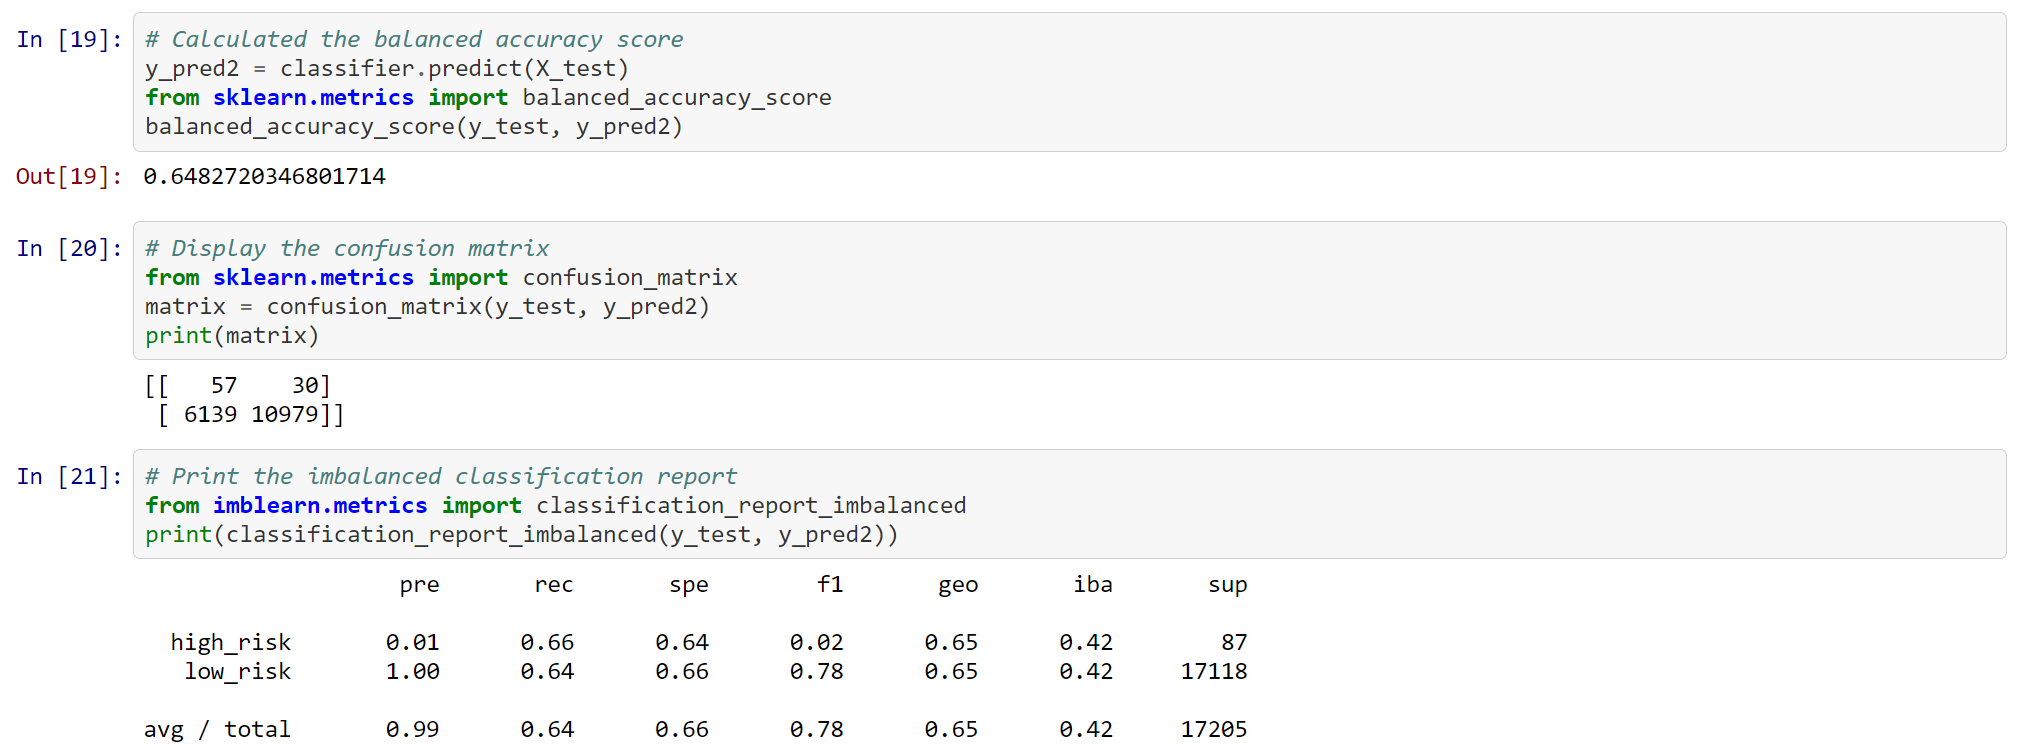 In [19]: # Calculated the balanced accuracy score
y_pred2 = classifier.predict(X_test)
from sklearn.metrics import balanced_accuracy_score
balanced_accuracy_score(y_test, y_pred2)
Out[19]: 0.6482720346801714
In [20]: # Display the confusion matrix
from sklearn.metrics import confusion_matrix
matrix = confusion_matrix(y_test, y_pred2)
print(matrix)
[[   57    30]
 [ 6139 10979]]
In [21]: # Print the imbalanced classification report
from imblearn.metrics import classification_report_imbalanced
print(classification_report_imbalanced(y_test, y_pred2))
pre rec spe f1 geo iba sup
high_risk 0.01 0.66 0.64 0.02 0.65 0.42 87
low_risk 1.00 0.64 0.66 0.78 0.65 0.42 17118
avg / total 0.99 0.64 0.66 0.78 0.65 0.42 17205